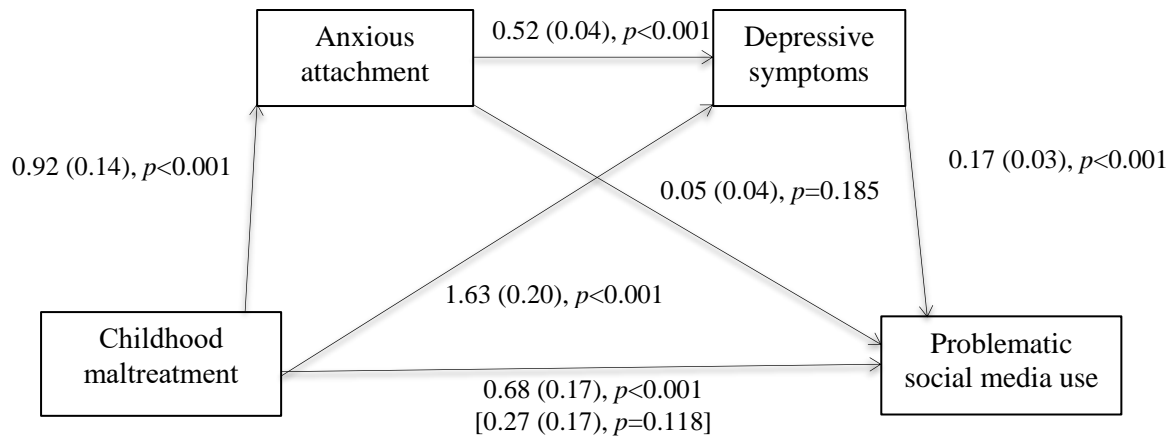 Anxious
attachment
0.52 (0.04), p<0.001
Depressive
symptoms
0.92 (0.14), p<0.001
0.17 (0.03), p<0.001
0.05 (0.04), p=0.185
1.63 (0.20), p<0.001
Childhood
maltreatment
Problematic
social media use
0.68 (0.17), p<0.001
[0.27 (0.17), p=0.118]